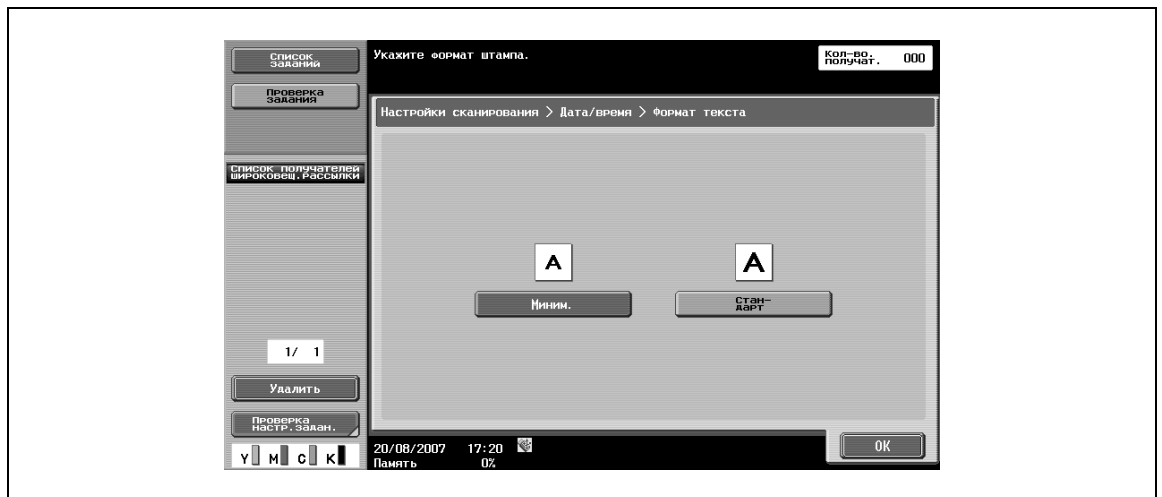 Список
заданий
Проверка
задания
Список получателей
широковещ.рассылки
1/ 1
Удалить
Проверка
настр.задан.
Y M C K
Укажите формат штампа.
Кол-во.
получат. 000
Настройки сканирования > Дата/время > Формат текста
A
A
Миним.
Стан-
дарт
20/08/2007 17:20
Память 0%
OK